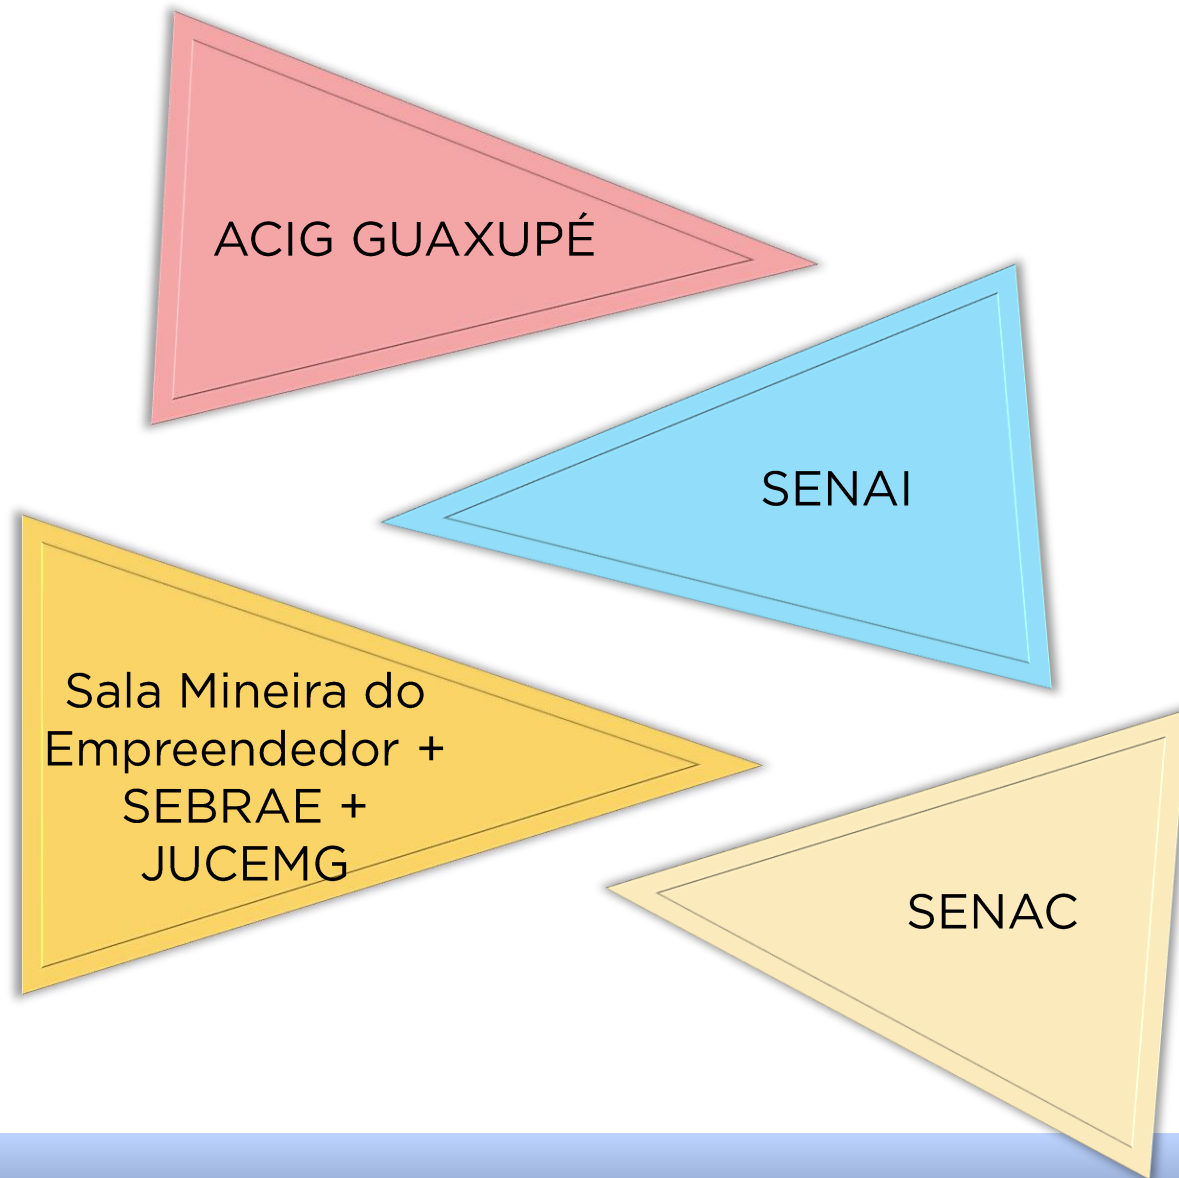 ACIG GUAXUPÉ
SENAI
Sala Mineira do
Empreendedor +
SEBRAE +
JUCEMG
SENAC